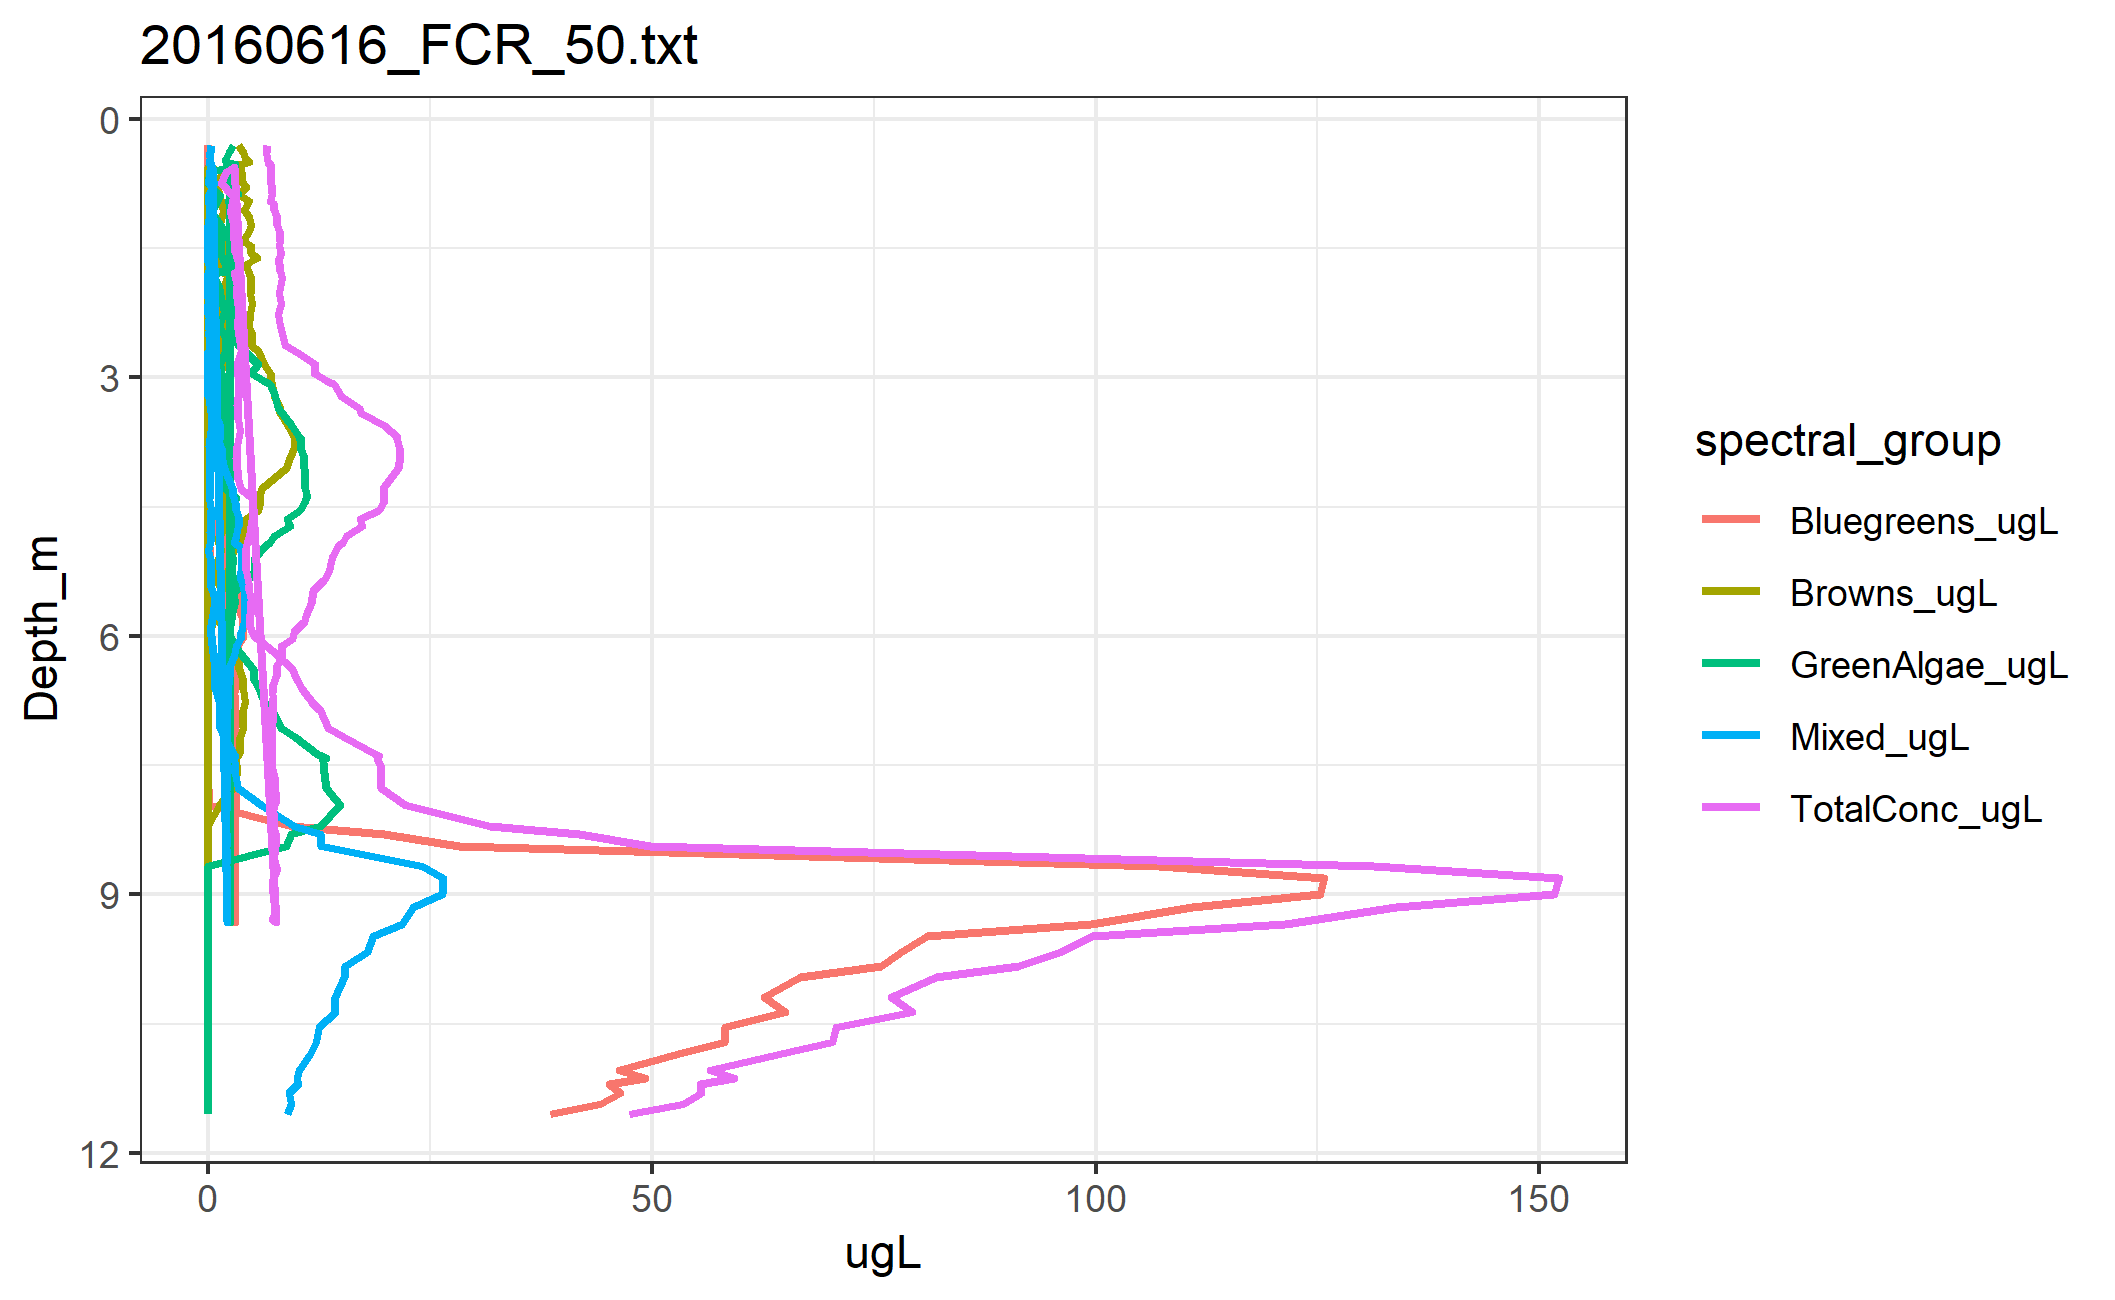 20160616_FCR_50.txt
0
3
6
9
12
Depth_m
0 50 100 150
ugL
spectral_group
Bluegreens_ugL
Browns_ugL
GreenAlgae_ugL
Mixed_ugL
TotalConc_ugL